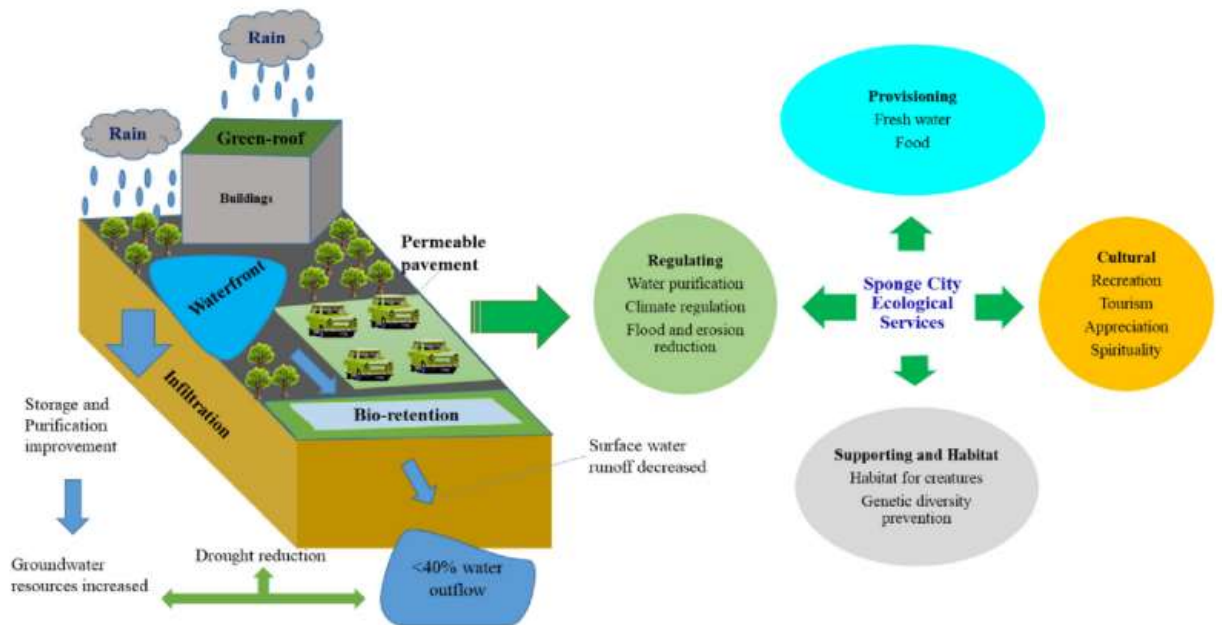 Rain
Rain
Green-roof
Buildings
Permeable
pavement
Waterfront
Infiltration
Bio-retention
Storage and
Purification
improvement
Surface water
runoff decreased
Groundwater
resources increased
Drought reduction
<40% water
outflow
Provisioning
Fresh water
Food
Regulating
Water purification
Climate regulation
Flood and erosion
reduction
Sponge City
Ecological
Services
Cultural
Recreation
Tourism
Appreciation
Spirituality
Supporting and Habitat
Habitat for creatures
Genetic diversity
prevention